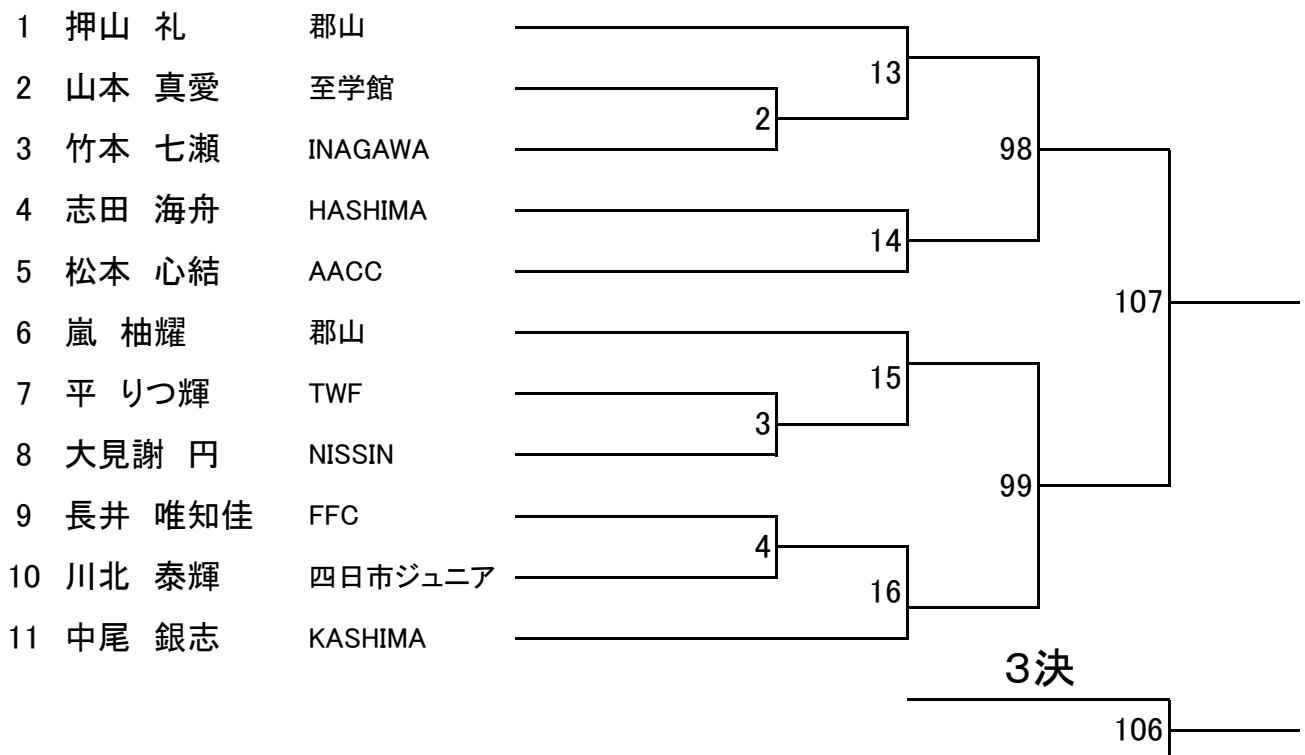 1 押山 礼 郡山
13
2 山本 真愛 至学館
2
3 竹本 七瀬 INAGAWA
98
4 志田 海舟 HASHIMA
14
5 松本 心結 AACC
107
6 嵐 柚耀 郡山
15
7 平 りつ輝 TWF
3
8 大見謝 円 NISSIN
99
9 長井 唯知佳 FFC
4
10 川北 泰輝 四日市ジュニア
16
11 中尾 銀志 KASHIMA
３決
106